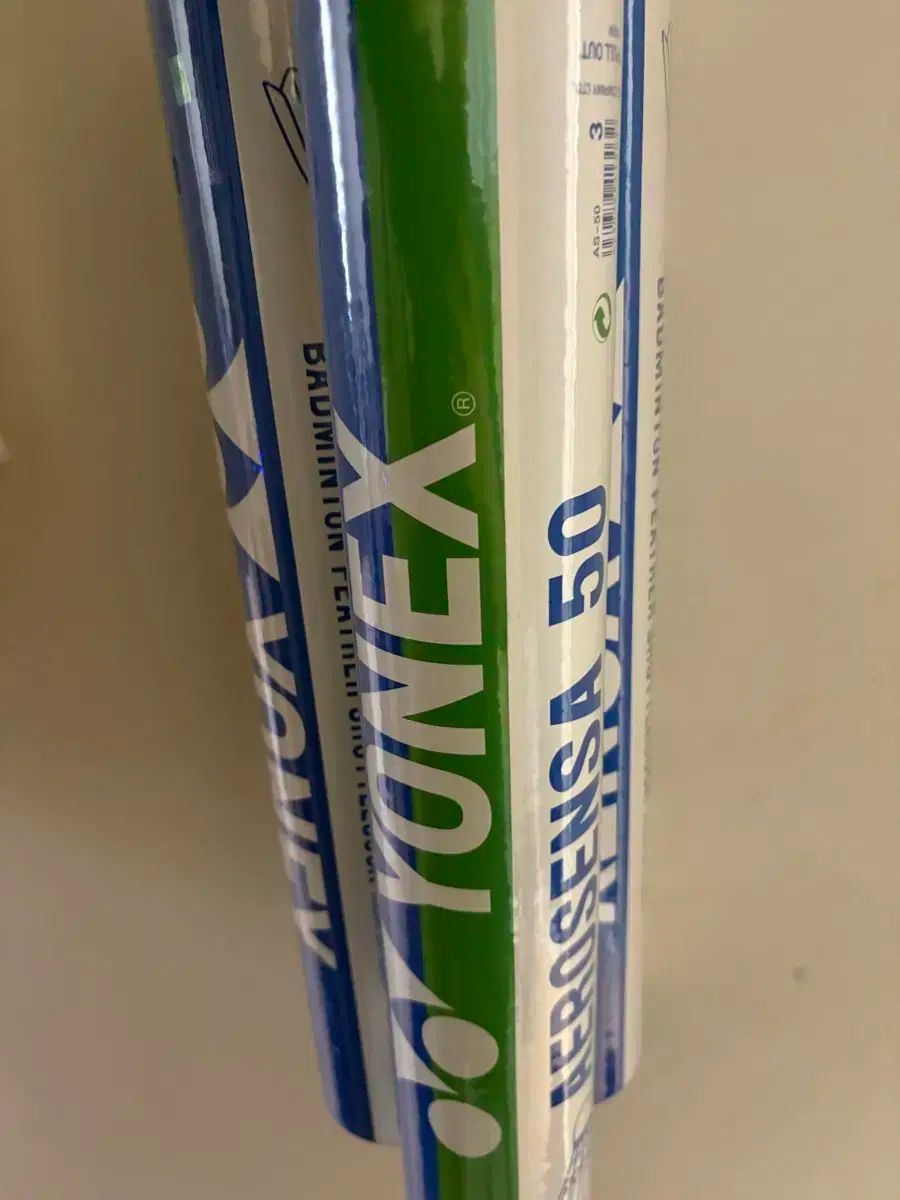 YONEX®
AEROSENSA 50
AS-50
3
BADMINTON FEATHER SHUTTLECOCK
YONEX